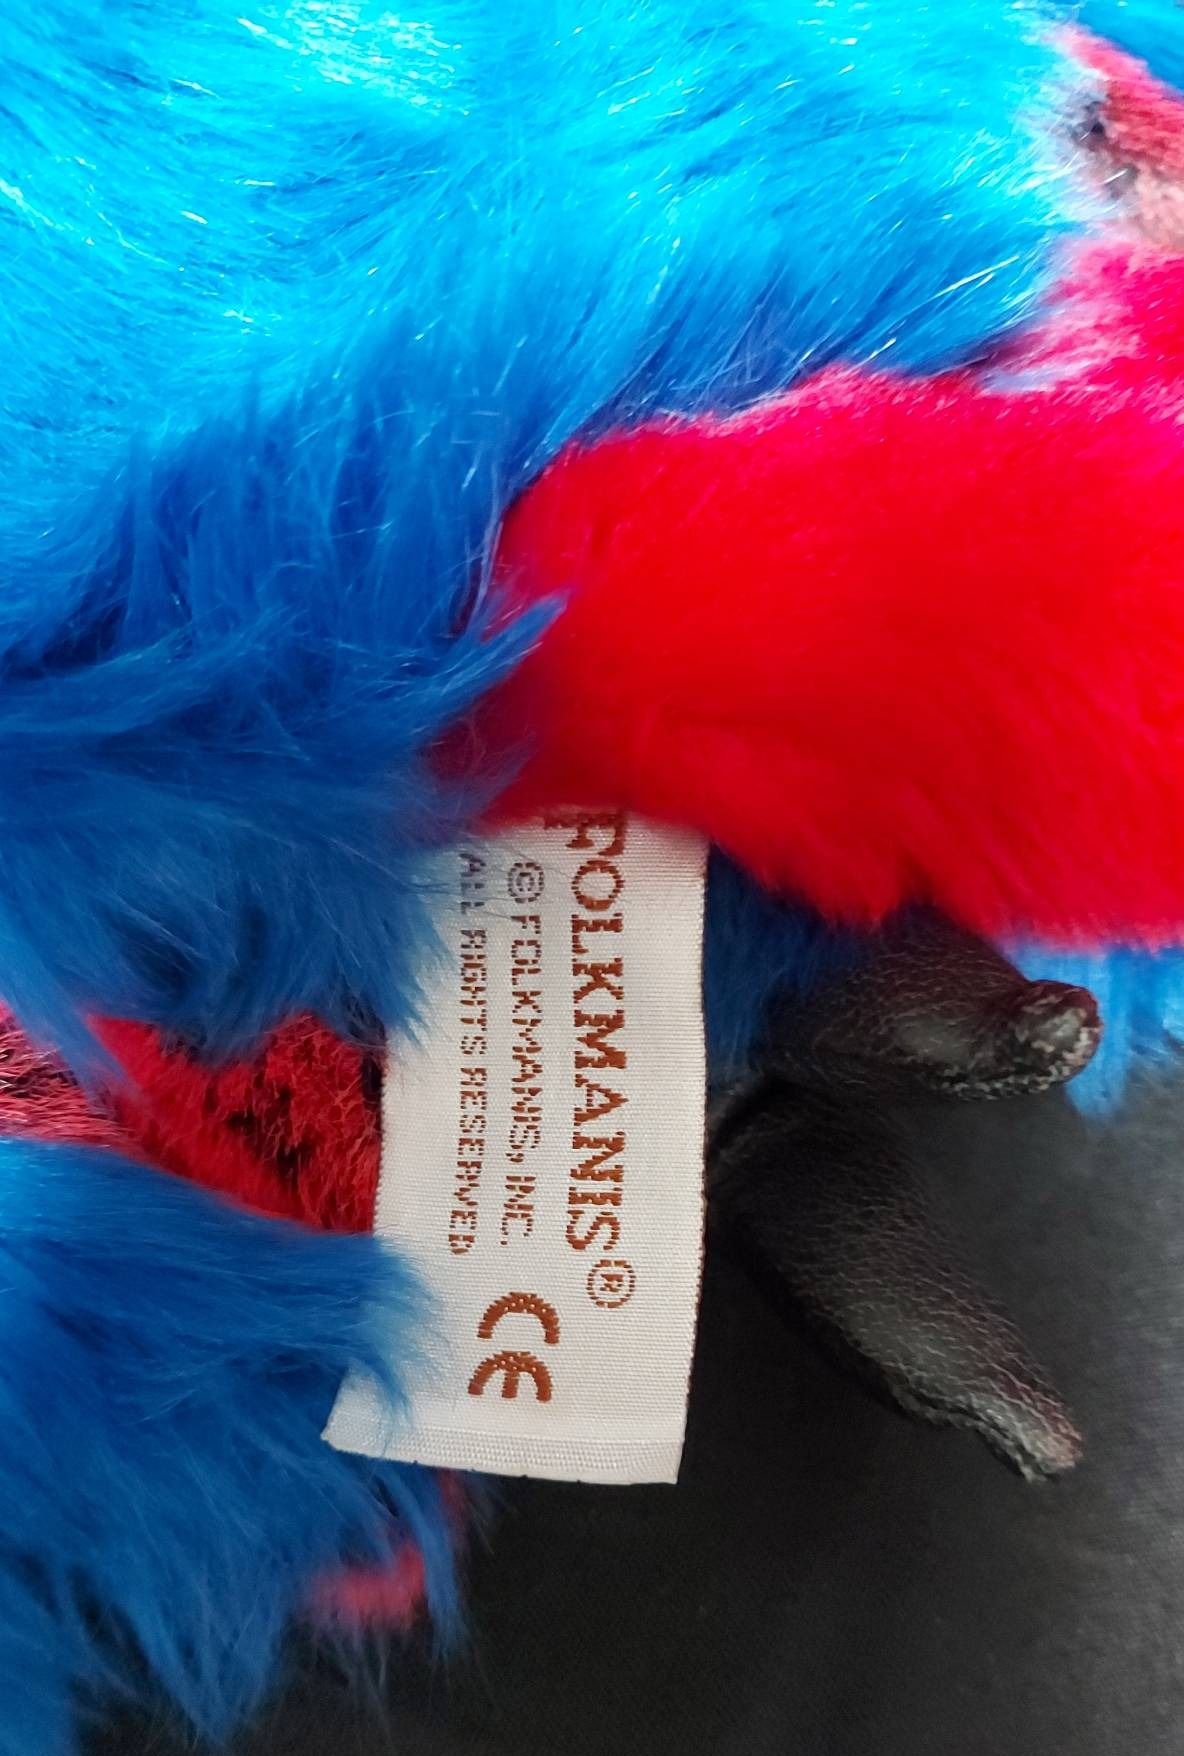 FOLKMANIS®
© FOLKMANIS, INC.
ALL RIGHTS RESERVED
CE